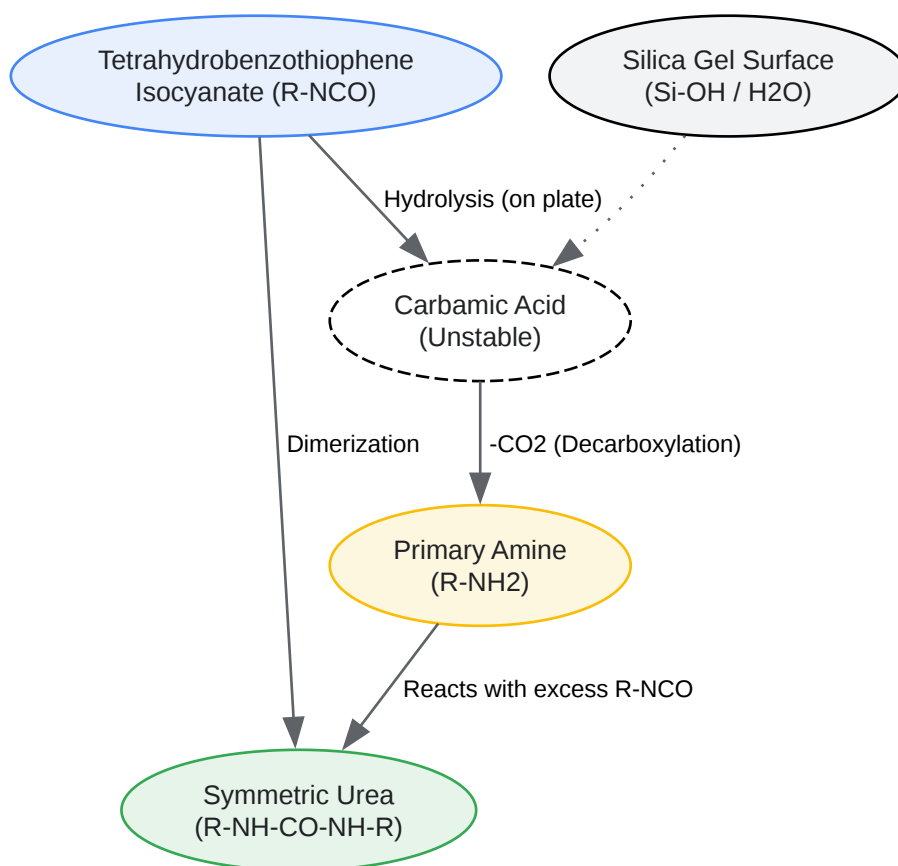 Tetrahydrobenzothiophene
Isocyanate (R-NCO)
Silica Gel Surface
(Si-OH / H2O)
Hydrolysis (on plate)
Carbamic Acid
(Unstable)
Dimerization
-CO2 (Decarboxylation)
Primary Amine
(R-NH2)
Reacts with excess R-NCO
Symmetric Urea
(R-NH-CO-NH-R)